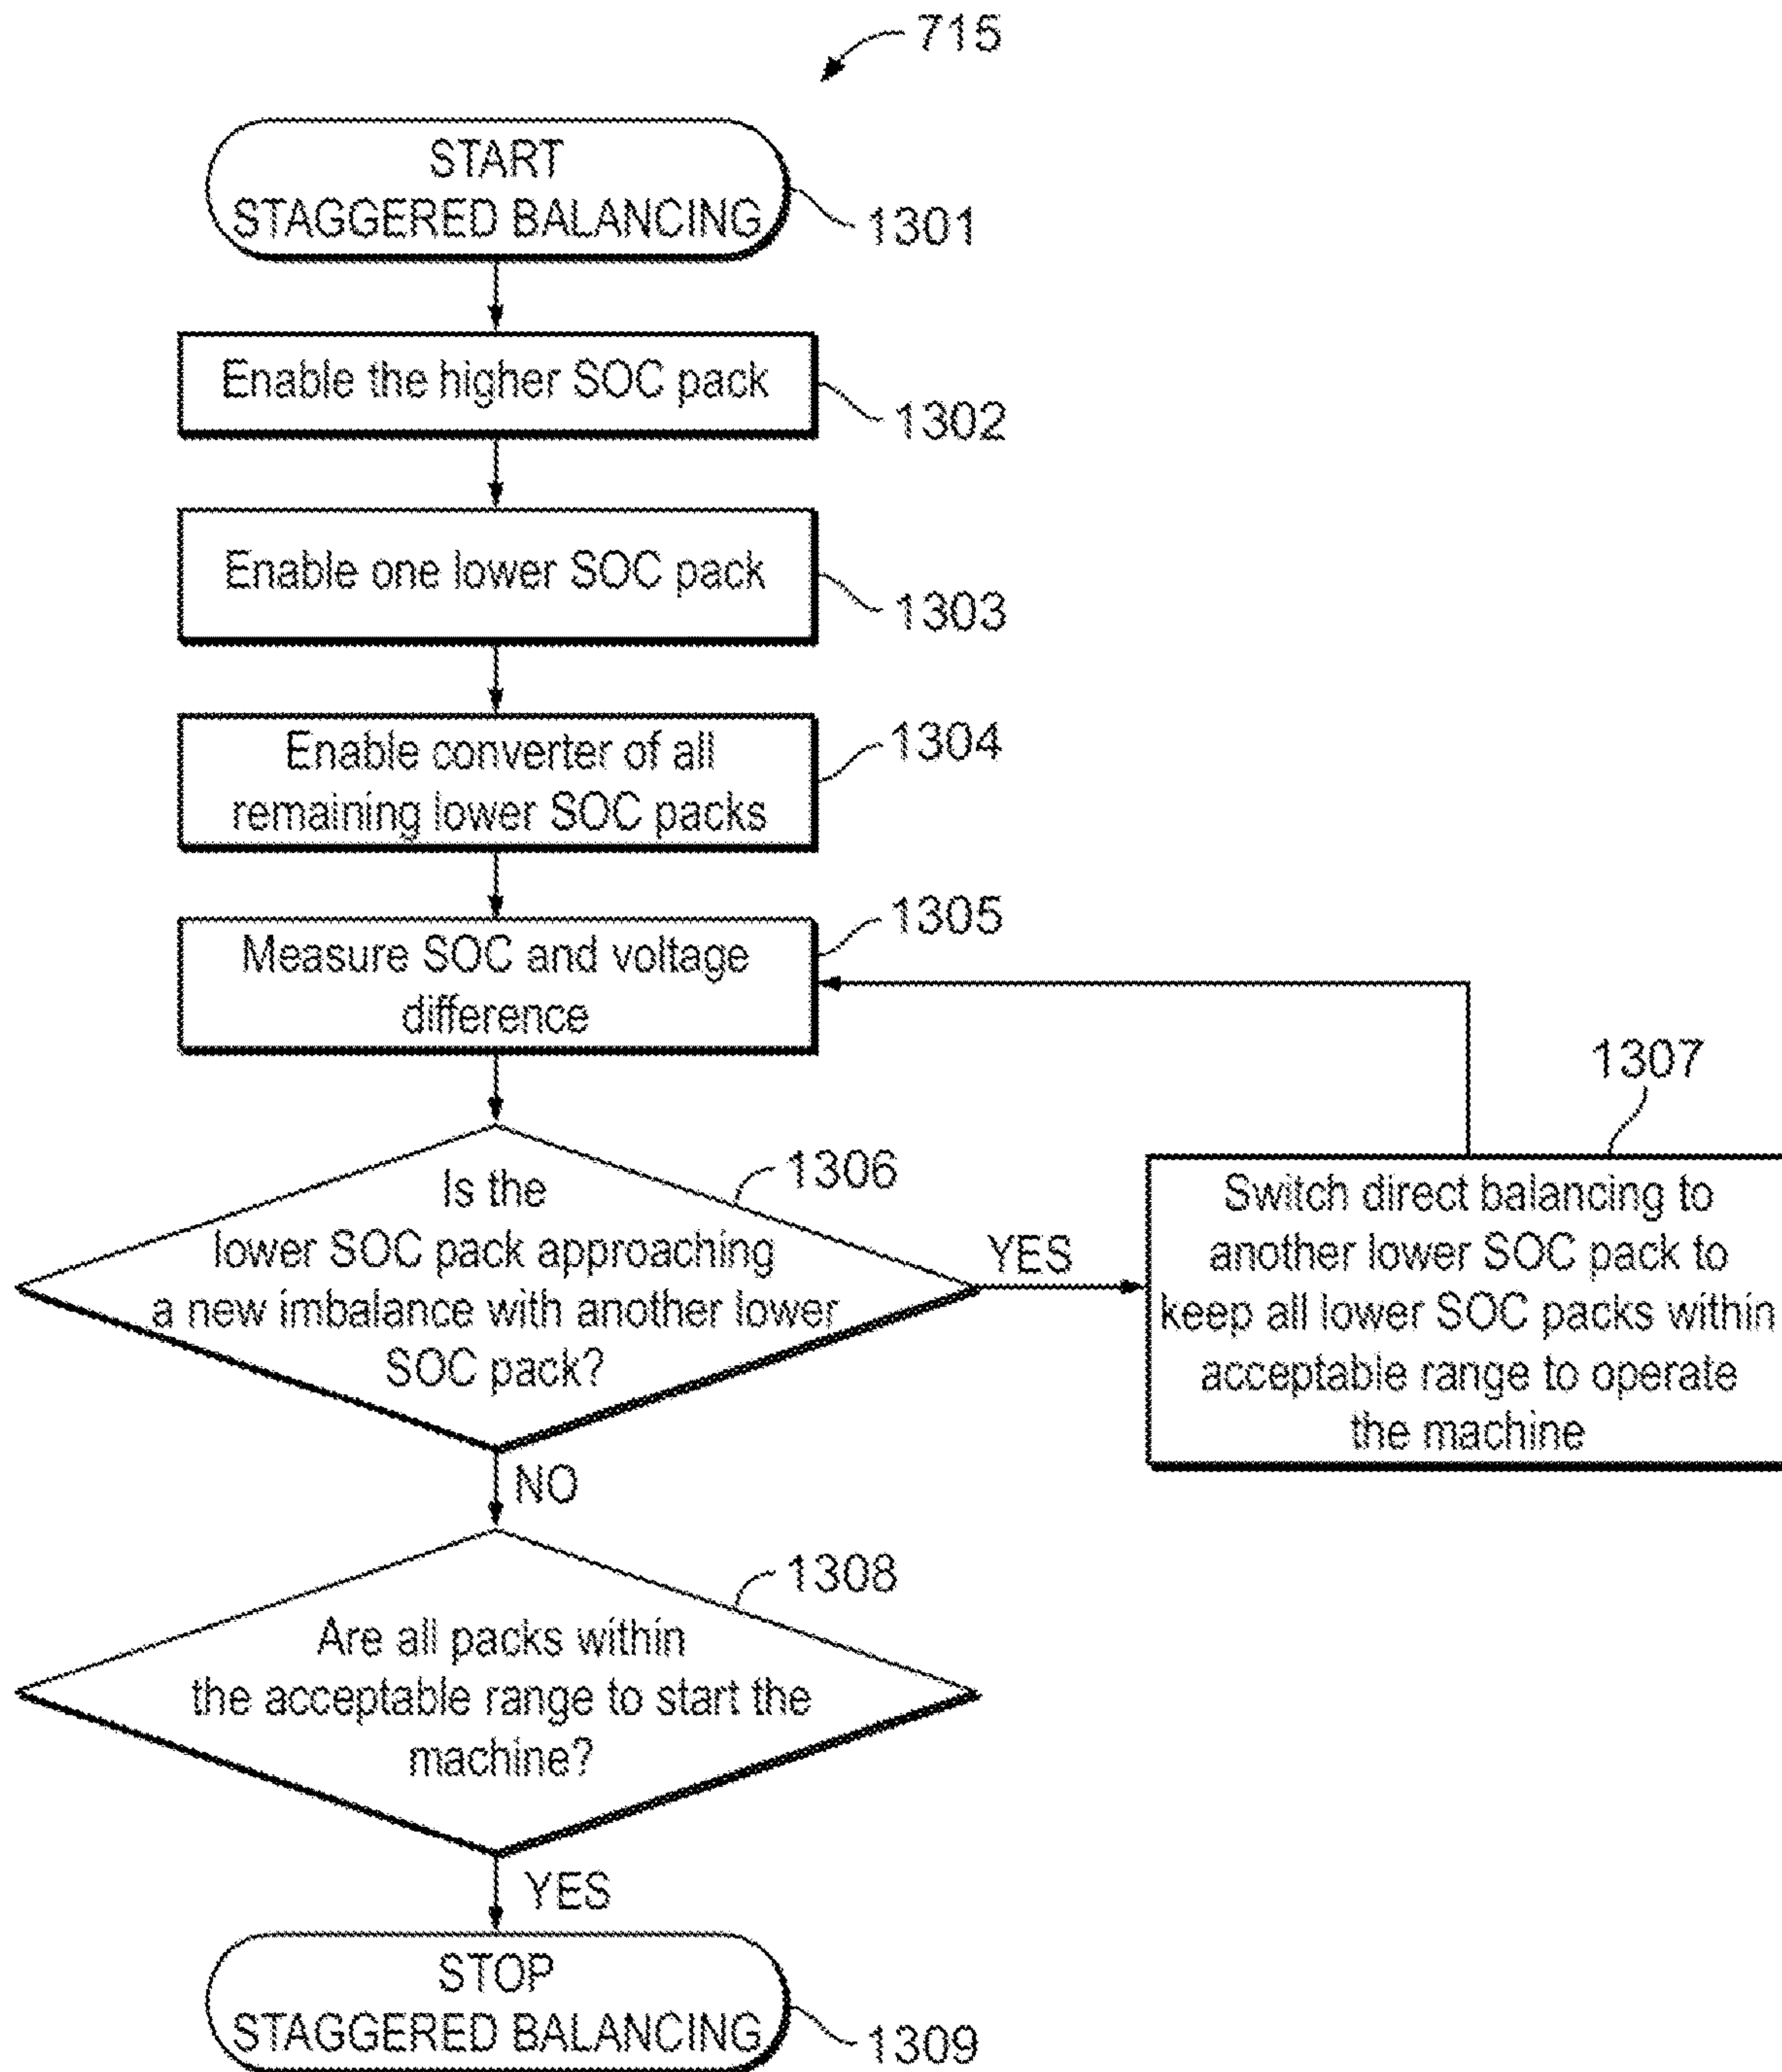 715
START
STAGGERED BALANCING
1301
Enable the higher SOC pack
1302
Enable one lower SOC pack
1303
Enable converter of all
remaining lower SOC packs
1304
Measure SOC and voltage
difference
1305
Is the
lower SOC pack approaching
a new imbalance with another lower
SOC pack?
1306
YES
1307
Switch direct balancing to
another lower SOC pack to
keep all lower SOC packs within
acceptable range to operate
the machine
NO
1308
Are all packs within
the acceptable range to start the
machine?
YES
STOP
STAGGERED BALANCING
1309